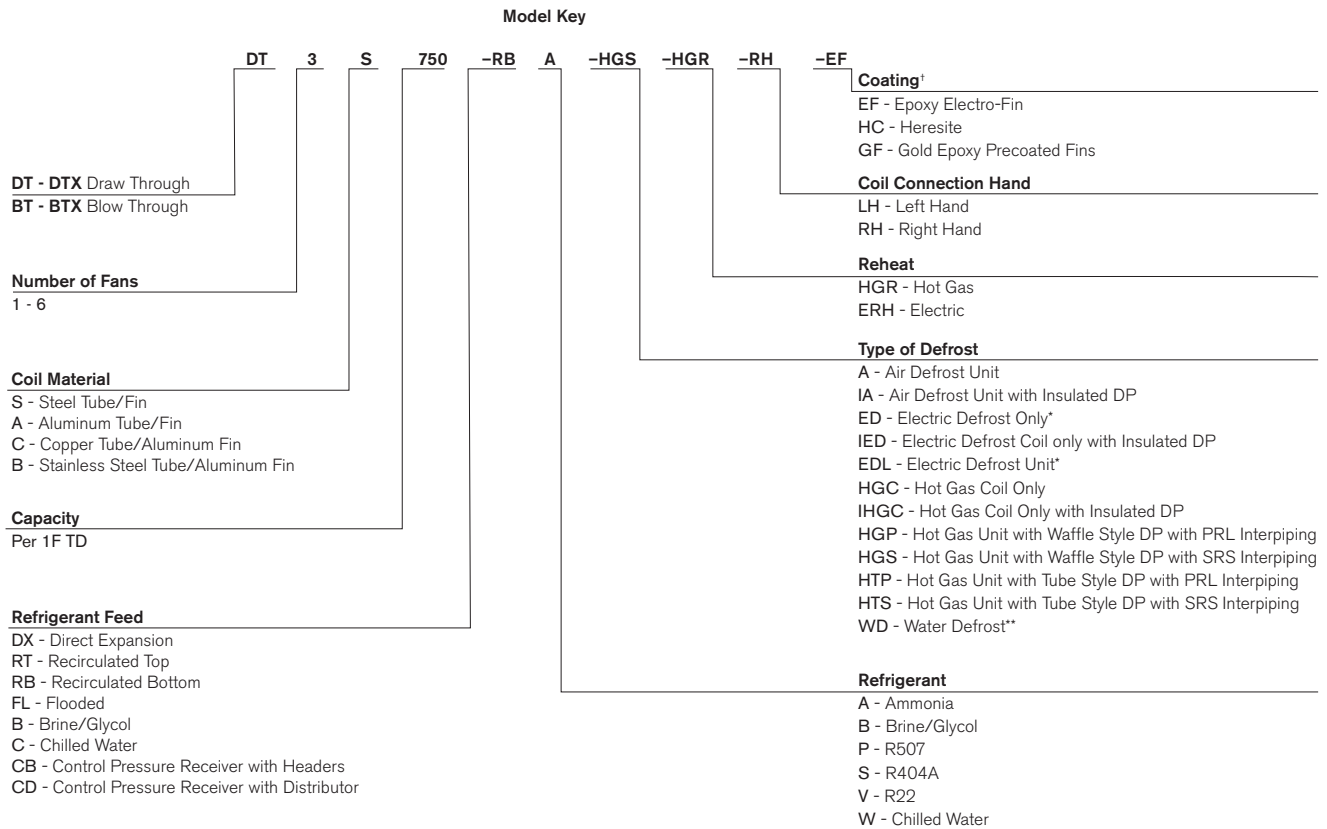 Model Key
DT 3 S 750 –RB A –HGS –HGR –RH –EF
DT - DTX Draw Through
BT - BTX Blow Through
Number of Fans
1 - 6
Coil Material
S - Steel Tube/Fin
A - Aluminum Tube/Fin
C - Copper Tube/Aluminum Fin
B - Stainless Steel Tube/Aluminum Fin
Capacity
Per 1F TD
Refrigerant Feed
DX - Direct Expansion
RT - Recirculated Top
RB - Recirculated Bottom
FL - Flooded
B - Brine/Glycol
C - Chilled Water
CB - Control Pressure Receiver with Headers
CD - Control Pressure Receiver with Distributor
Coating†
EF - Epoxy Electro-Fin
HC - Heresite
GF - Gold Epoxy Precoated Fins
Coil Connection Hand
LH - Left Hand
RH - Right Hand
Reheat
HGR - Hot Gas
ERH - Electric
Type of Defrost
A - Air Defrost Unit
IA - Air Defrost Unit with Insulated DP
ED - Electric Defrost Only*
IED - Electric Defrost Coil only with Insulated DP
EDL - Electric Defrost Unit*
HGC - Hot Gas Coil Only
IHGC - Hot Gas Coil Only with Insulated DP
HGP - Hot Gas Unit with Waffle Style DP with PRL Interpiping
HGS - Hot Gas Unit with Waffle Style DP with SRS Interpiping
HTP - Hot Gas Unit with Tube Style DP with PRL Interpiping
HTS - Hot Gas Unit with Tube Style DP with SRS Interpiping
WD - Water Defrost**
Refrigerant
A - Ammonia
B - Brine/Glycol
P - R507
S - R404A
V - R22
W - Chilled Water